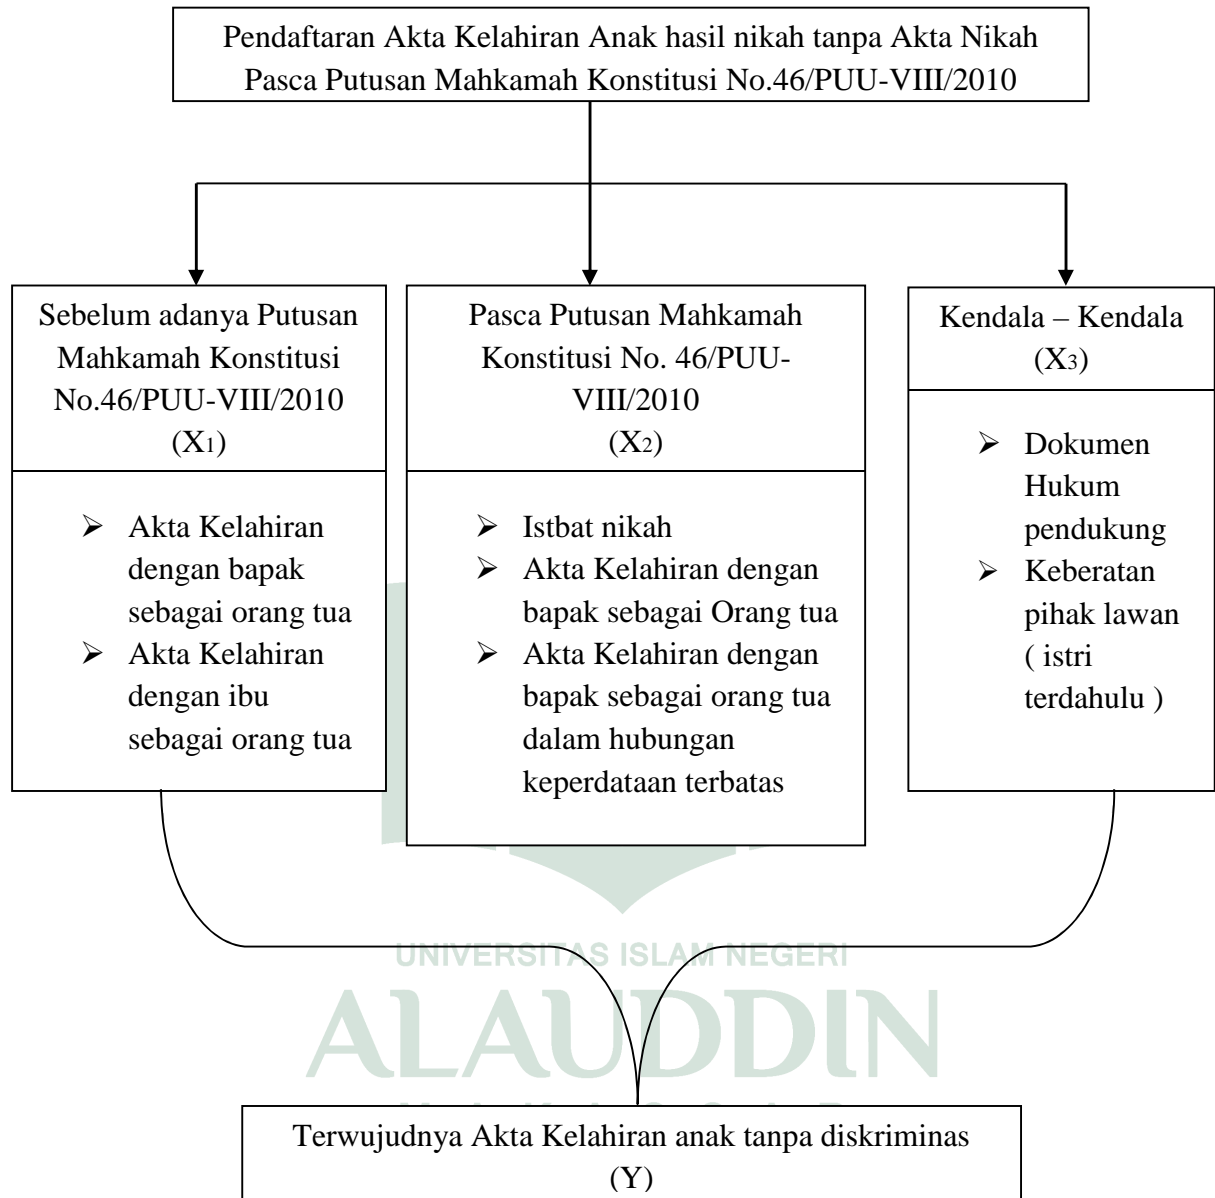 Pendaftaran Akta Kelahiran Anak hasil nikah tanpa Akta Nikah
Pasca Putusan Mahkamah Konstitusi No.46/PUU-VIII/2010
Sebelum adanya Putusan
Mahkamah Konstitusi
No.46/PUU-VIII/2010
(X1)
➢ Akta Kelahiran
dengan bapak
sebagai orang tua
➢ Akta Kelahiran
dengan ibu
sebagai orang tua
Pasca Putusan Mahkamah
Konstitusi No. 46/PUU-
VIII/2010
(X2)
➢ Istbat nikah
➢ Akta Kelahiran dengan
bapak sebagai Orang tua
➢ Akta Kelahiran dengan
bapak sebagai orang tua
dalam hubungan
keperdataan terbatas
Kendala – Kendala
(X3)
➢ Dokumen
Hukum
pendukung
➢ Keberatan
pihak lawan
( istri
terdahulu )
UNIVERSITAS ISLAM NEGERI
ALAUDDIN
Terwujudnya Akta Kelahiran anak tanpa diskriminas
(Y)